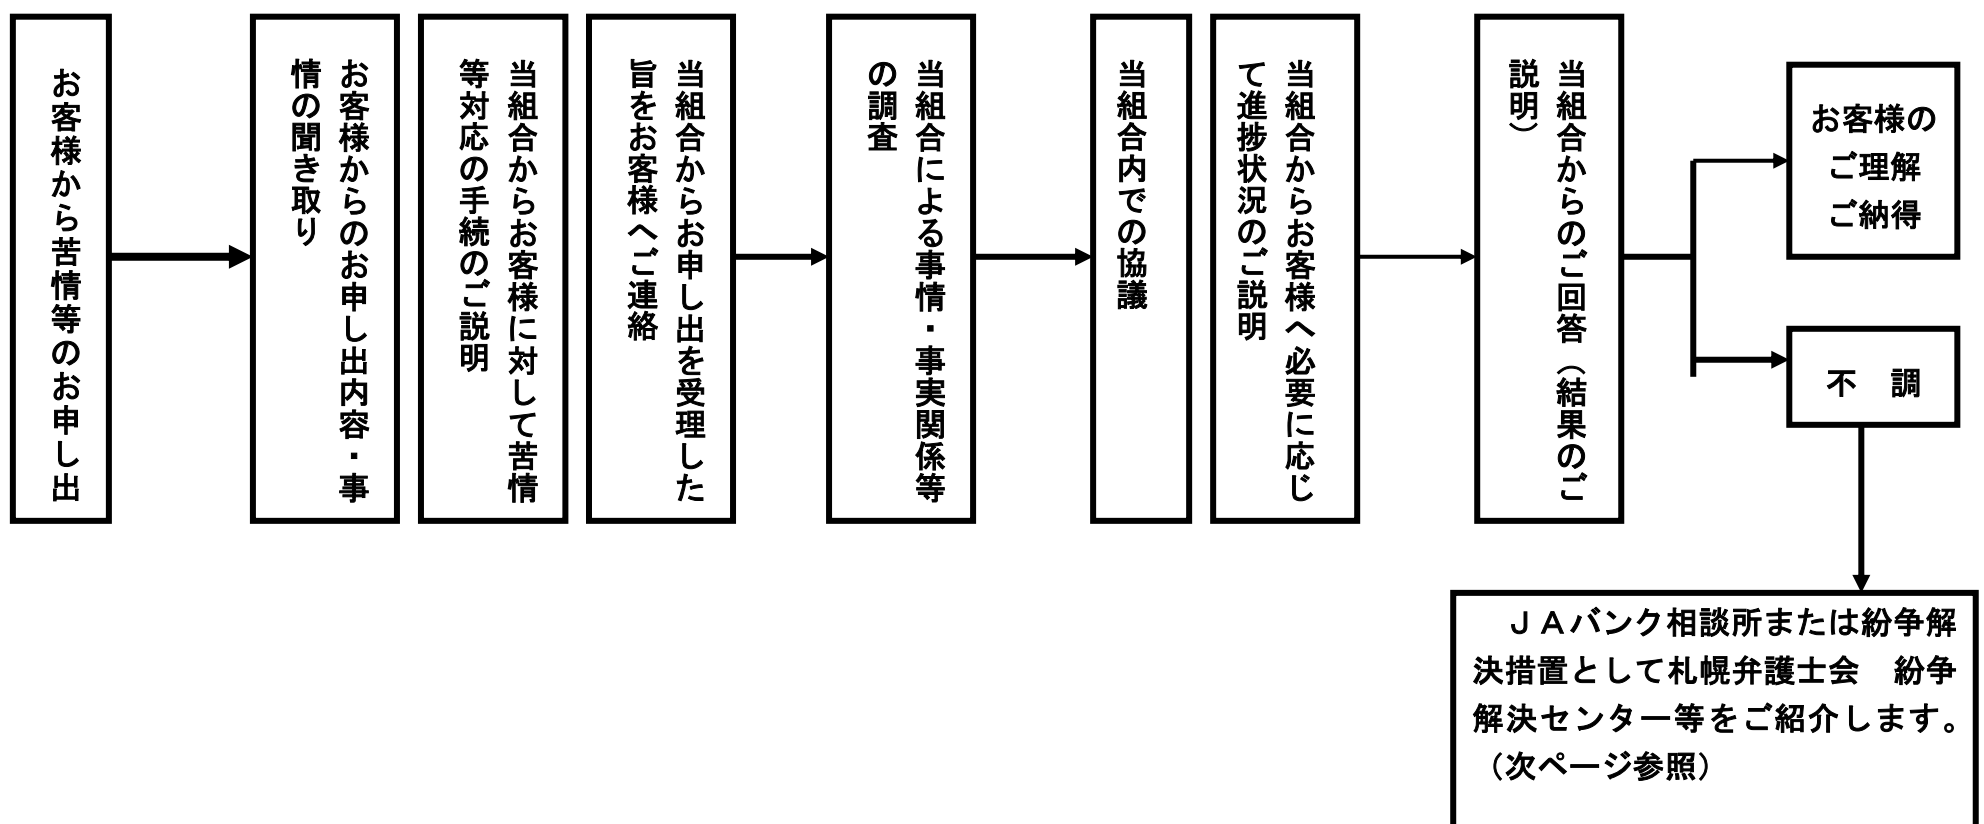 お客様から苦情等のお申し出
お客様からのお申し出内容・事
情の聞き取り
当組合からお客様に対して苦情
等対応の手続のご説明
当組合からお申し出を受理した
旨をお客様へご連絡
当組合による事情・事実関係等
の調査
当組合内での協議
当組合からお客様へ必要に応じ
て進捗状況のご説明
当組合からのご回答（結果のご
説明）
お客様の
ご理解
ご納得
不　調
ＪＡバンク相談所または紛争解
決措置として札幌弁護士会　紛争
解決センター等をご紹介します。
（次ページ参照）